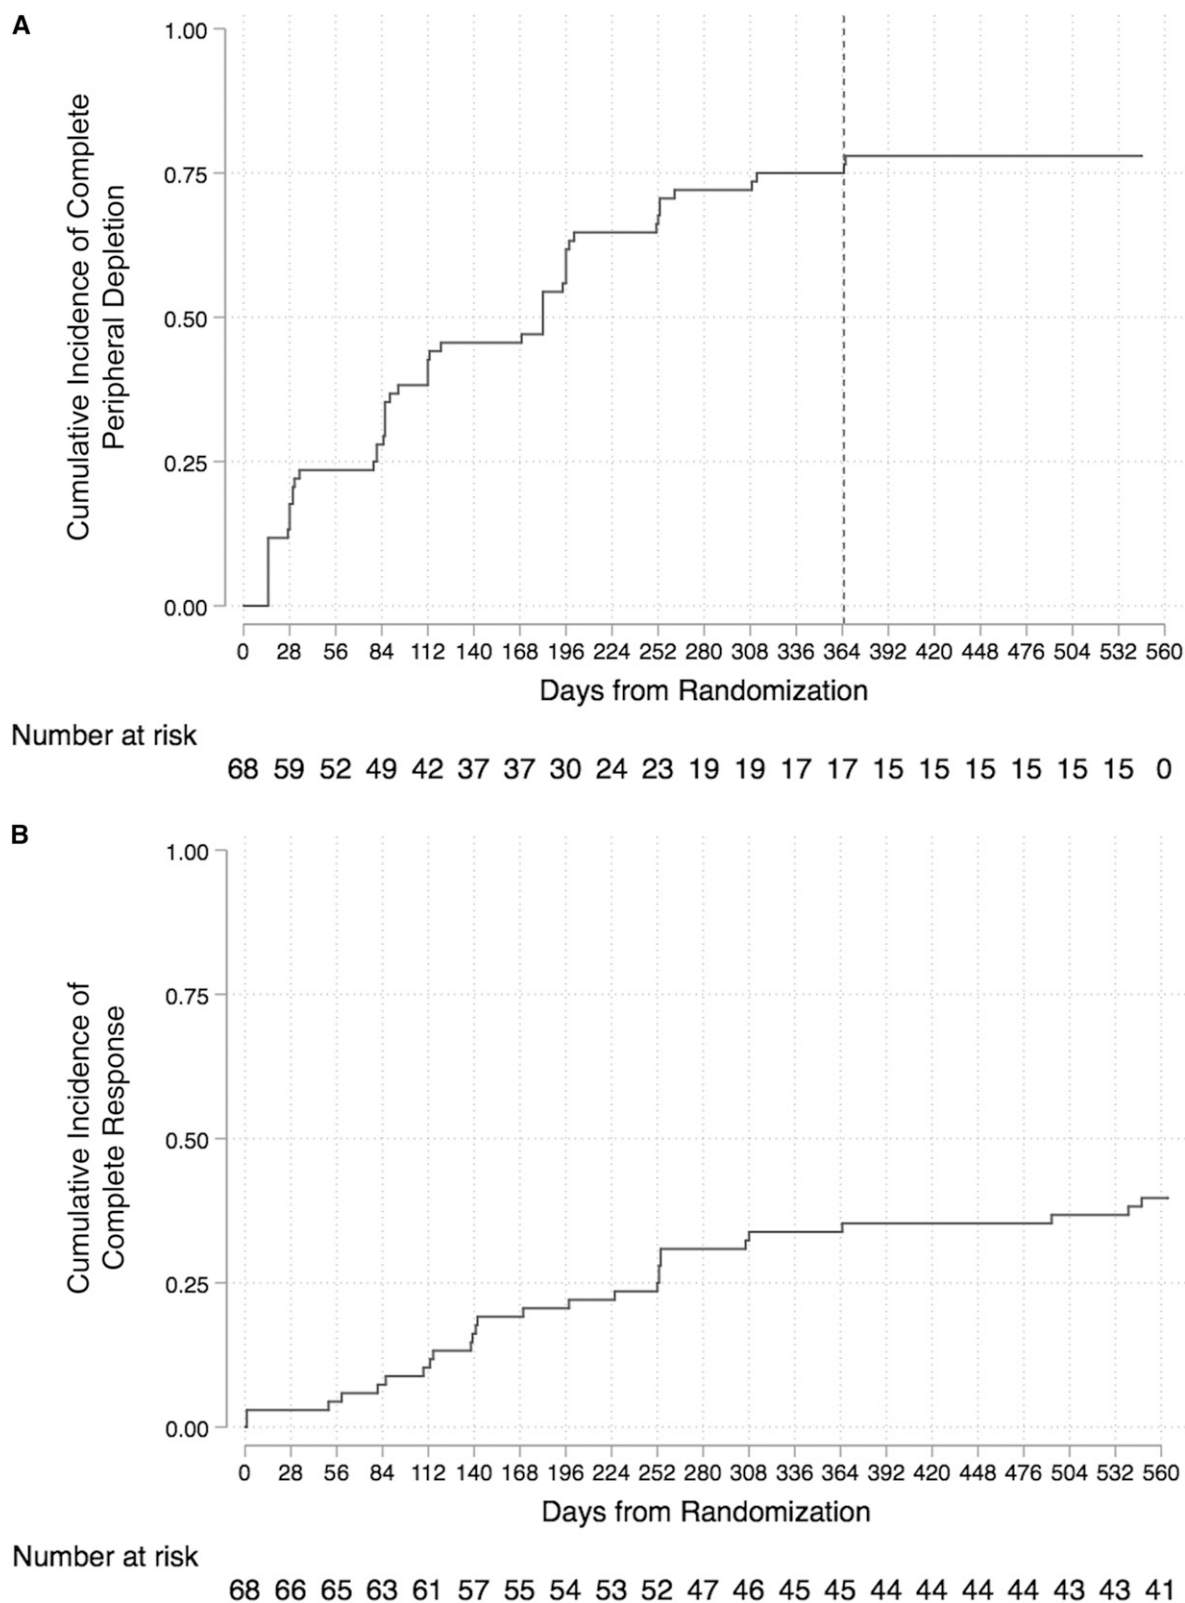 A
Cumulative Incidence of Complete
Peripheral Depletion
1.00
0.75
0.50
0.25
0.00
0 28 56 84 112 140 168 196 224 252 280 308 336 364 392 420 448 476 504 532 560
Days from Randomization
Number at risk
68 59 52 49 42 37 37 30 24 23 19 19 17 17 15 15 15 15 15 15 0
B
Cumulative Incidence of
Complete Response
1.00
0.75
0.50
0.25
0.00
0 28 56 84 112 140 168 196 224 252 280 308 336 364 392 420 448 476 504 532 560
Days from Randomization
Number at risk
68 66 65 63 61 57 55 54 53 52 47 46 45 45 44 44 44 44 43 43 41